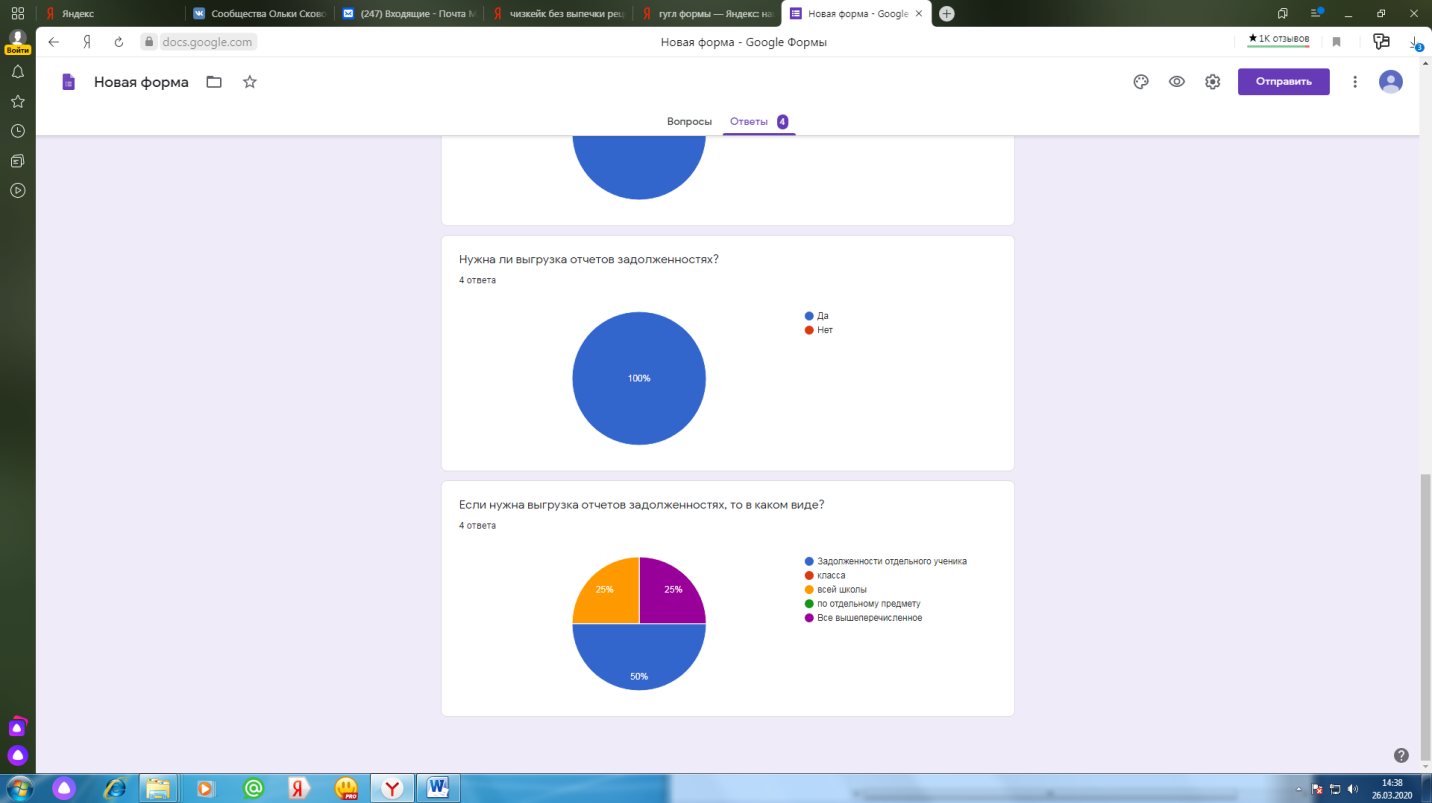 Яндекс
Сообщества Ольки Сково
(247) Входящие - Почта М
чизкейк без выпечки рец
гугл формы — Яндекс: на
Новая форма - Google
Войти
docs.google.com
Новая форма - Google Формы
1К отзывов
3
Новая форма
Отправить
Вопросы
Ответы 4
Нужна ли выгрузка отчетов задолженностях?
4 ответа
Да
Нет
100%
Если нужна выгрузка отчетов задолженностях, то в каком виде?
4 ответа
Задолженности отдельного ученика
класса
всей школы
по отдельному предмету
Все вышеперечисленное
25%
25%
50%
PRO
14:38
26.03.2020